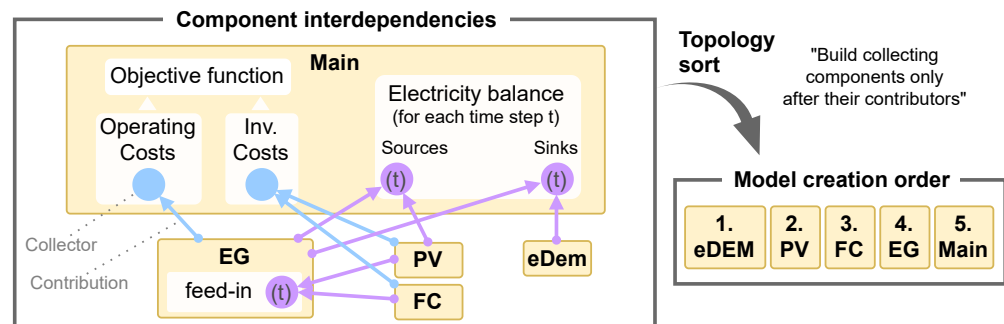 Component interdependencies
Main
Objective function
Operating
Costs
Inv.
Costs
Electricity balance
(for each time step t)
Sources
Sinks
(t)
(t)
Collector
Contribution
EG
feed-in
(t)
PV
FC
eDem
Topology
sort
"Build collecting
components only
after their contributors"
Model creation order
1.
eDEM
2.
PV
3.
FC
4.
EG
5.
Main